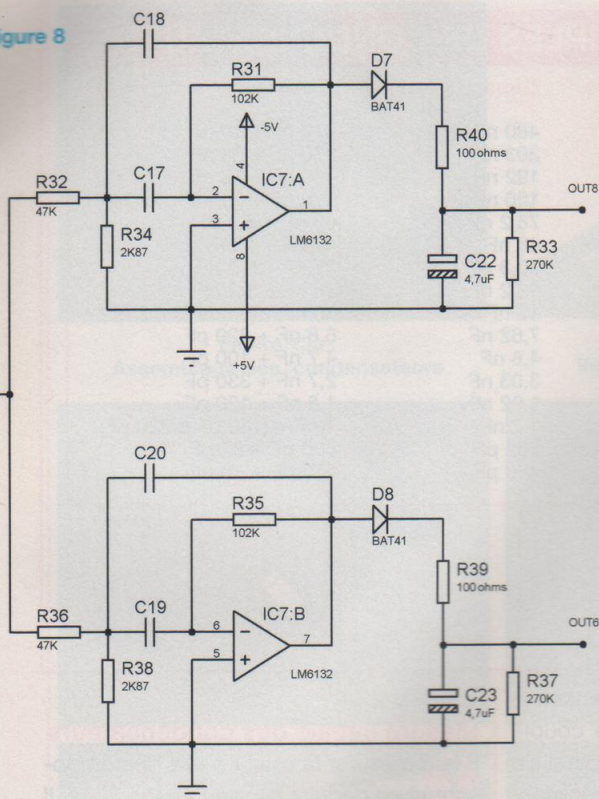 igure 8
C18
D7
R31
102K
BAT41
-5V
R40
100 ohms
4
IC7:A
OUT8
R32
47K
C17
2
1
3
LM6132
R34
2K87
8
C22
4,7uF
R33
270K
+5V
C20
D8
R35
102K
BAT41
R39
100 ohms
IC7:B
OUT6
R36
47K
C19
6
7
5
LM6132
R38
2K87
C23
4,7uF
R37
270K